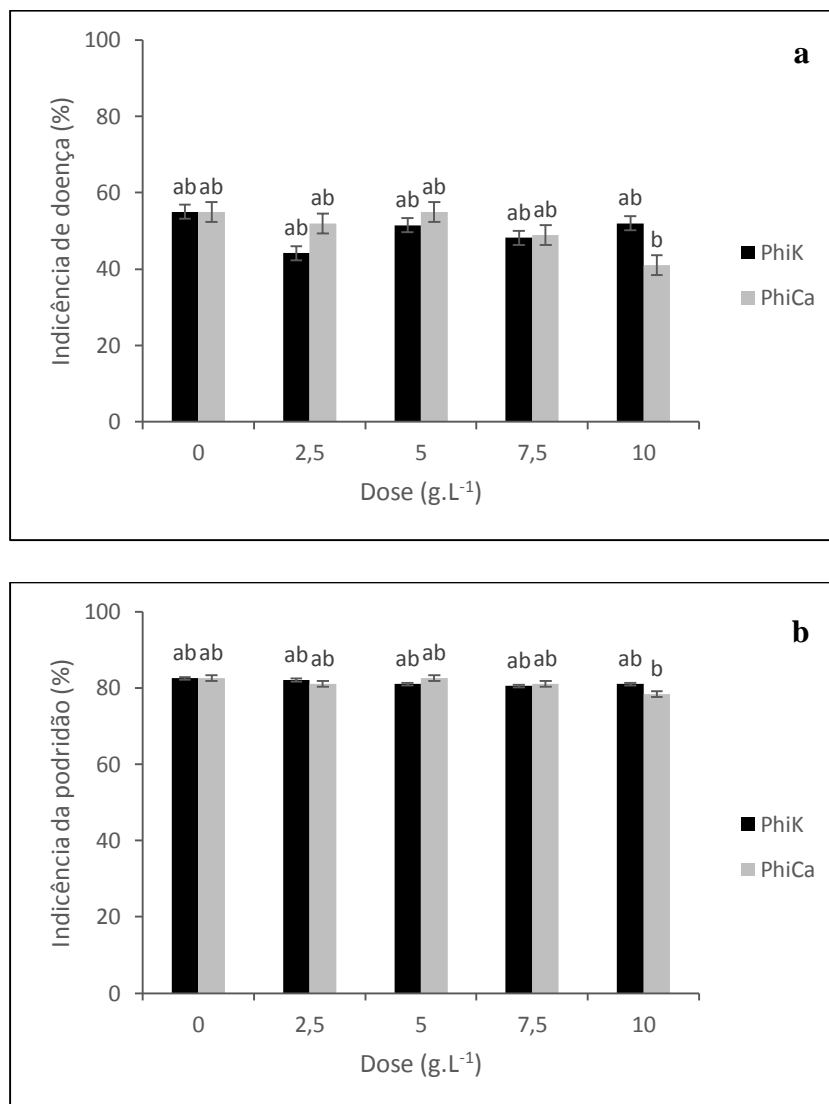 a
100
80
60
40
20
0
Indicência de doença (%)
ab ab
ab ab
ab ab
ab ab
ab b
0 2,5 5 7,5 10
Dose (g.L-1)
PhiK
PhiCa
b
100
80
60
40
20
0
Indicência da podridão (%)
ab ab
ab ab
ab ab
ab ab
ab b
0 2,5 5 7,5 10
Dose (g.L-1)
PhiK
PhiCa